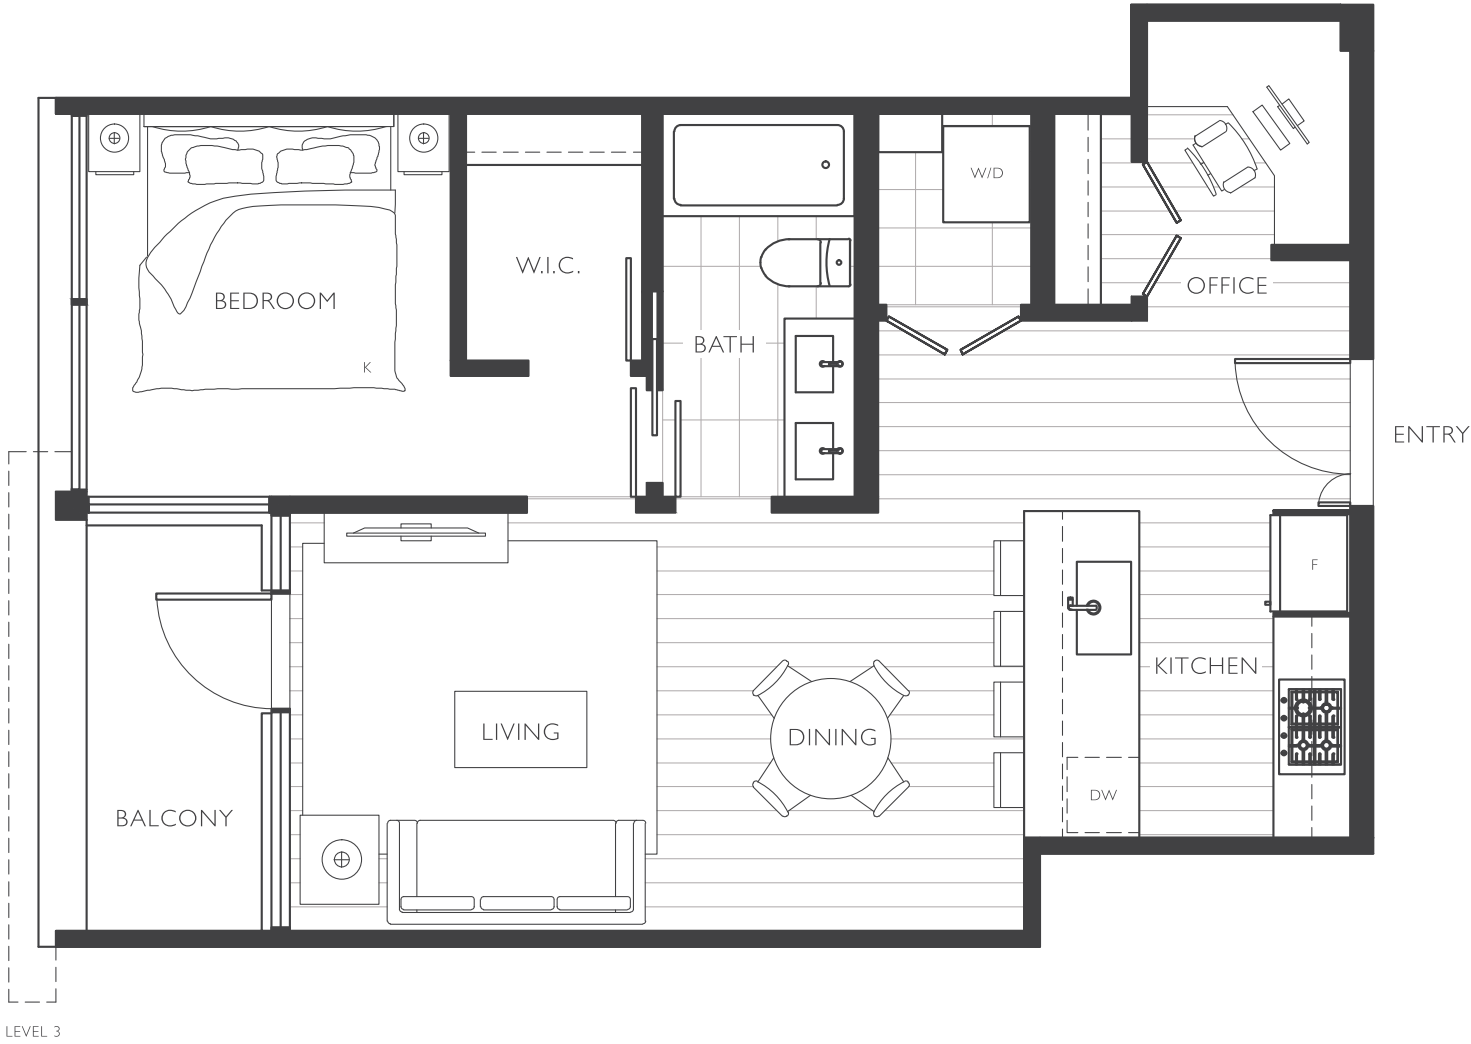 W/D
W.I.C.
OFFICE
BEDROOM
BATH
K
ENTRY
F
KITCHEN
LIVING
DINING
DW
BALCONY
LEVEL 3